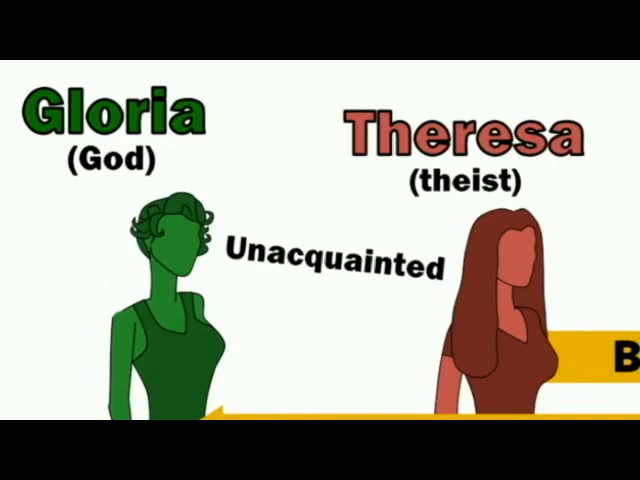 Gloria
(God)
Theresa
(theist)
Unacquainted
B